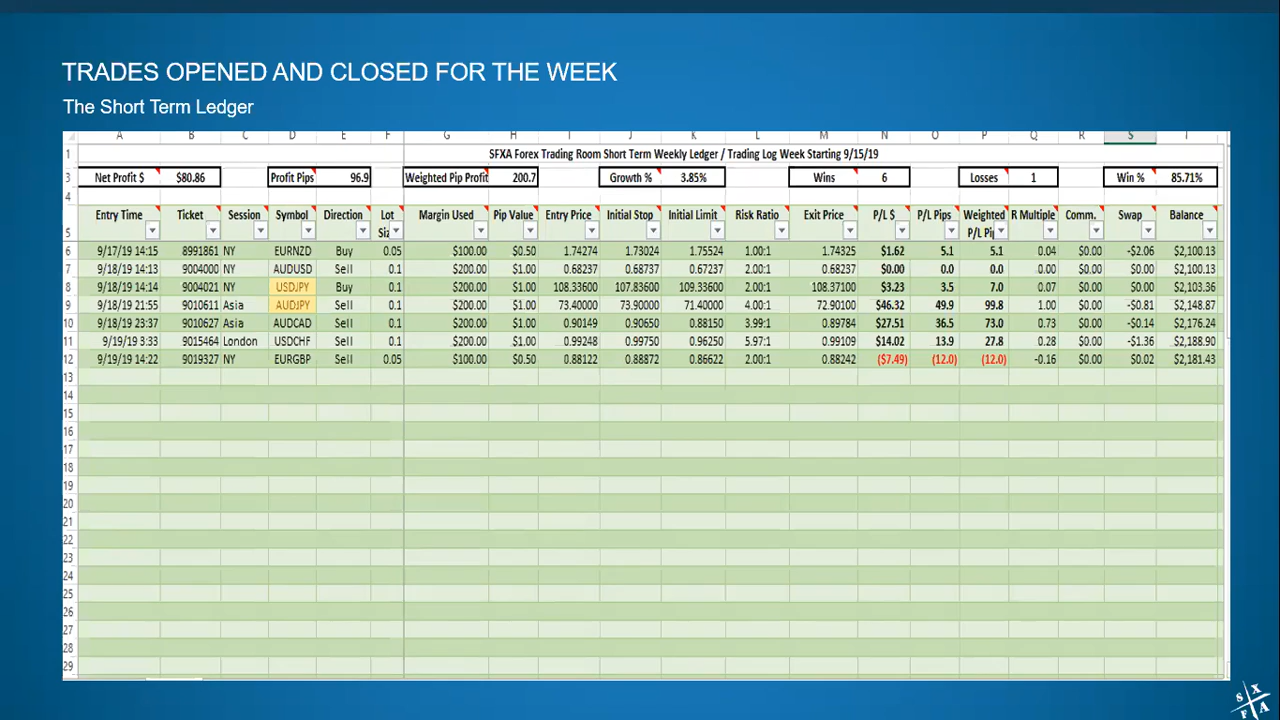 TRADES OPENED AND CLOSED FOR THE WEEK
The Short Term Ledger
A B C D E F G H I J K L M N O P Q R S T
1 SFXA Forex Trading Room Short Term Weekly Ledger / Trading Log Week Starting 9/15/19
3 Net Profit $ $80.86 Profit Pips 96.9 Weighted Pip Profit 200.7 Growth % 3.85% Wins 6 Losses 1 Win % 85.71%
4
5 Entry Time Ticket Session Symbol Direction Lot Siz Margin Used Pip Value Entry Price Initial Stop Initial Limit Risk Ratio Exit Price P/L $ P/L Pips Weighted P/L Pip R Multiple Comm. Swap Balance
6 9/17/19 14:15 8991861 NY EURNZD Buy 0.05 $100.00 $0.50 1.74274 1.73024 1.75524 1.00:1 1.74325 $1.62 5.1 5.1 0.04 $0.00 -$2.06 $2,100.13
7 9/18/19 14:13 9004000 NY AUDUSD Sell 0.1 $200.00 $1.00 0.68237 0.68737 0.67237 2.00:1 0.68237 $0.00 0.0 0.0 0.00 $0.00 $0.00 $2,100.13
8 9/18/19 14:14 9004021 NY USDJPY Buy 0.1 $200.00 $1.00 108.33600 107.83600 109.33600 2.00:1 108.37100 $3.23 3.5 7.0 0.07 $0.00 $0.00 $2,103.36
9 9/18/19 21:55 9010611 Asia AUDJPY Sell 0.1 $200.00 $1.00 73.40000 73.90000 71.40000 4.00:1 72.90100 $46.32 49.9 99.8 1.00 $0.00 -$0.81 $2,148.87
10 9/18/19 23:37 9010627 Asia AUDCAD Sell 0.1 $200.00 $1.00 0.90149 0.90650 0.88150 3.99:1 0.89784 $27.51 36.5 73.0 0.73 $0.00 -$0.14 $2,176.24
11 9/19/19 3:33 9015464 London USDCHF Sell 0.1 $200.00 $1.00 0.99248 0.99750 0.96250 5.97:1 0.99109 $14.02 13.9 27.8 0.28 $0.00 -$1.36 $2,188.90
12 9/19/19 14:22 9019327 NY EURGBP Sell 0.05 $100.00 $0.50 0.88122 0.88872 0.86622 2.00:1 0.88242 ($7.49) (12.0) (12.0) -0.16 $0.00 $0.02 $2,181.43
13
14
15
16
17
18
19
20
21
22
23
24
25
26
27
28
29
S X F A